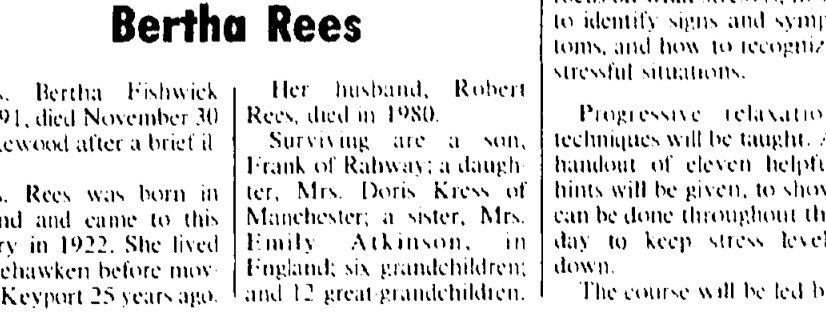 Bertha Rees
s. Bertha Fishwick
91, died November 30
ewood after a brief il
s. Rees was born in
nd and came to this
ry in 1922. She lived
ehawken before mov-
Keyport 25 years ago.
Her husband, Robert
Rees, died in 1980.
Surviving are a son,
Frank of Rahway; a daugh-
ter, Mrs. Doris Kress of
Manchester; a sister, Mrs.
Emily Atkinson, in
England; six grandchildren;
and 12 great-grandchildren.
to identify signs and symp
toms, and how to recogniz
stressful situations.
Progressive relaxatio
techniques will be taught. A
handout of eleven helpfu
hints will be given, to show
can be done throughout th
day to keep stress level
down.
The course will be led b